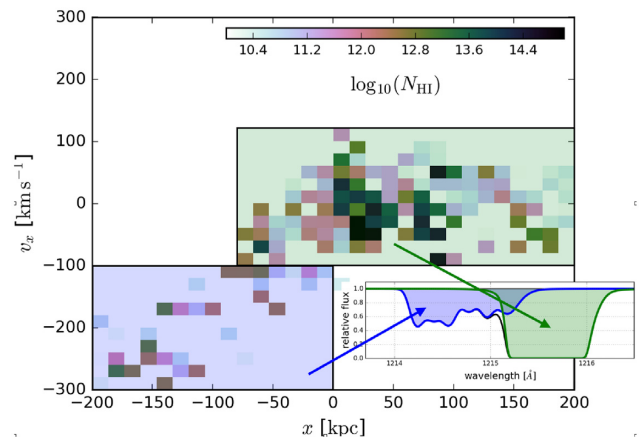 300
200
100
0
−100
−200
−300
10.4 11.2 12.0 12.8 13.6 14.4
log₁₀(N_HI)
v_x [km s⁻¹]
1.0
0.8
0.6
0.4
0.2
0.0
relative flux
1214 1215 1216
wavelength [Å]
−200 −150 −100 −50 0 50 100 150 200
x [kpc]